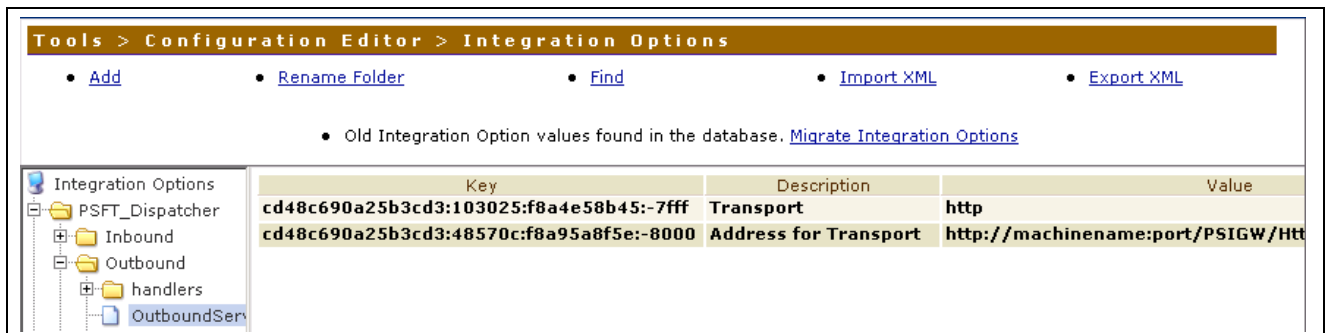 Tools > Configuration Editor > Integration Options
Add Rename Folder Find Import XML Export XML
Old Integration Option values found in the database. Migrate Integration Options
Integration Options
Key Description Value
PSFT_Dispatcher
cd48c690a25b3cd3:103025:f8a4e58b45:-7fff Transport http
Inbound
cd48c690a25b3cd3:48570c:f8a95a8f5e:-8000 Address for Transport http://machinename:port/PSIGW/Htt
Outbound
handlers
OutboundServ